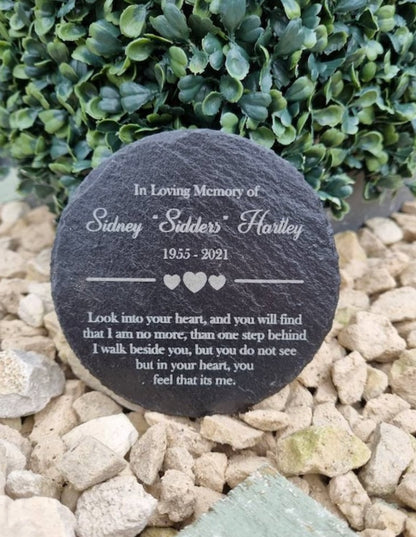 In Loving Memory of
Sidney "Sidders" Hartley
1955 - 2021
Look into your heart, and you will find
that I am no more, than one step behind
I walk beside you, but you do not see
but in your heart, you
feel that its me.